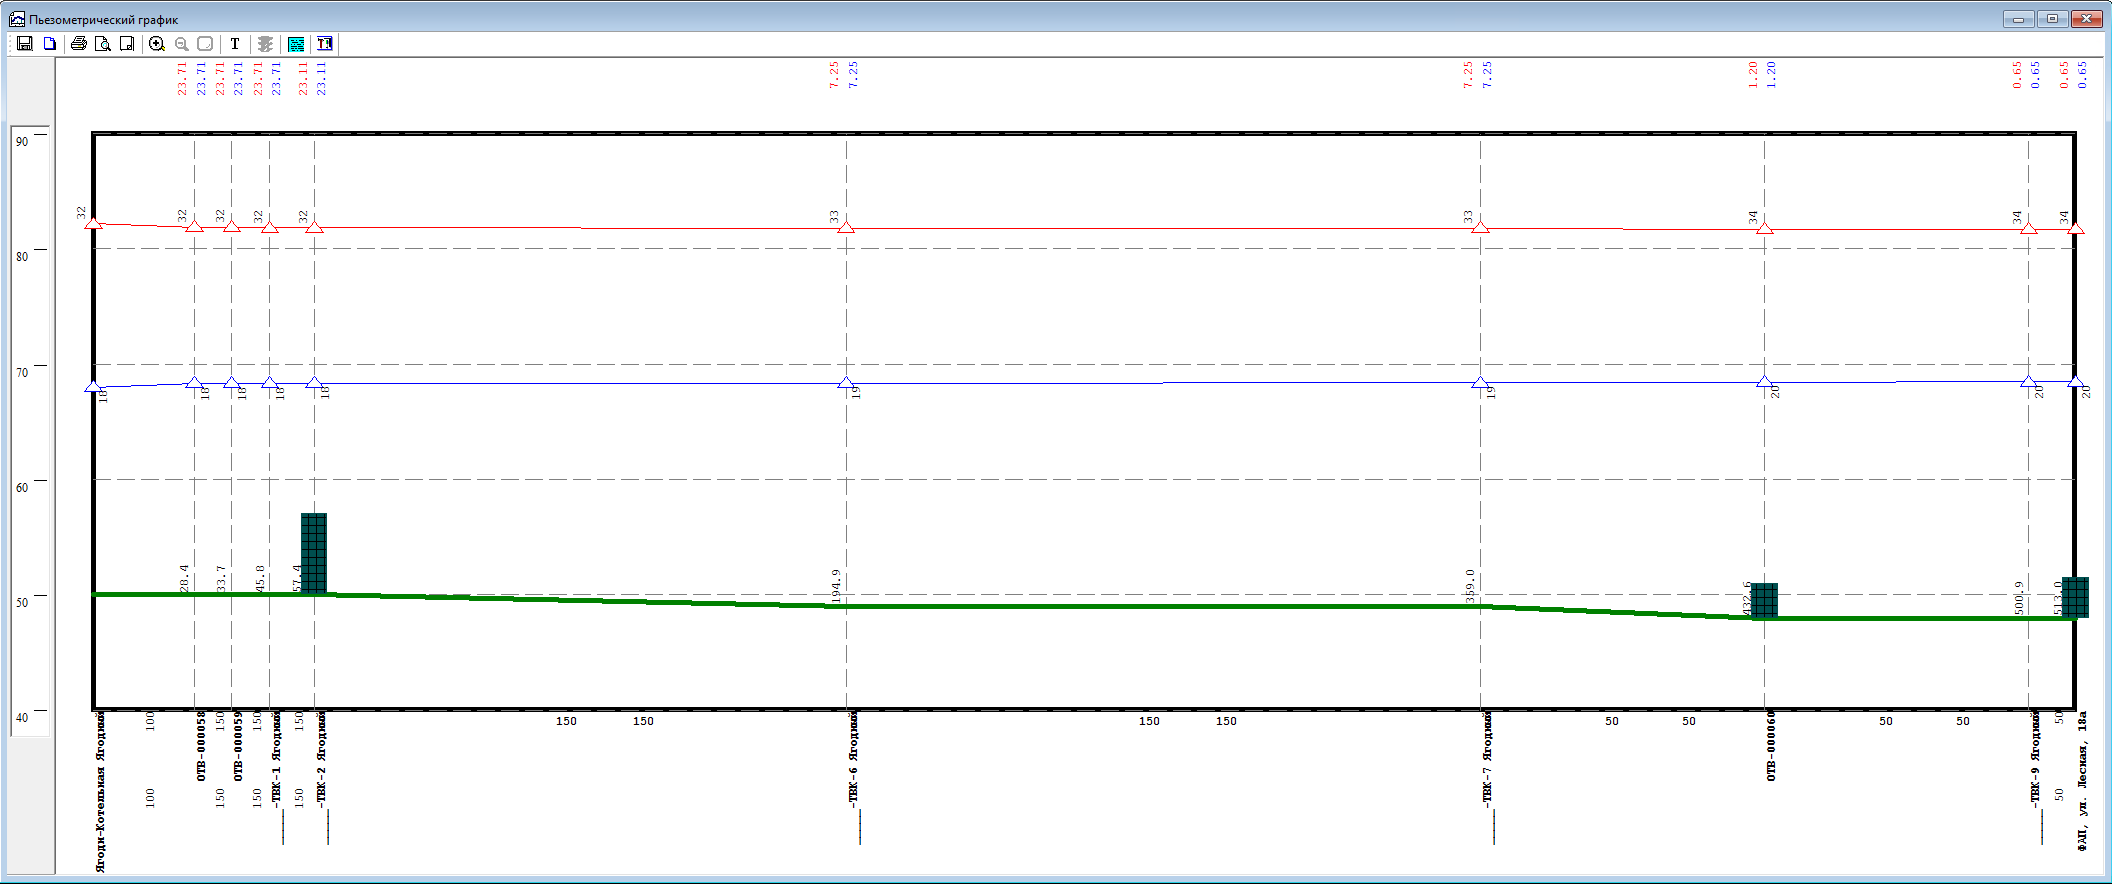 Пьезометрический график
T
23.71 23.71 23.71 23.71 23.71 23.71 23.11 23.11 7.25 7.25 7.25 7.25 1.20 1.20 0.65 0.65 0.65 0.65
90
32 32 32 32 32 33 33 34 34 34
80
70
18 18 18 18 18 19 19 20 20 20
60
28.4 33.7 45.8 57.4 194.9 359.0 432.6 500.9 513.0
50
40
100 150 150 150 150 150 150 150 50 50 50 50 50
100 150 150 150 50
Ягоди-Котельная Ягодный
ОТВ-000058
ОТВ-000059
-ТВК-1 Ягодный
-ТВК-2 Ягодный
-ТВК-6 Ягодный
-ТВК-7 Ягодный
ОТВ-000060
-ТВК-9 Ягодный
ФАП, ул. Лесная, 18а